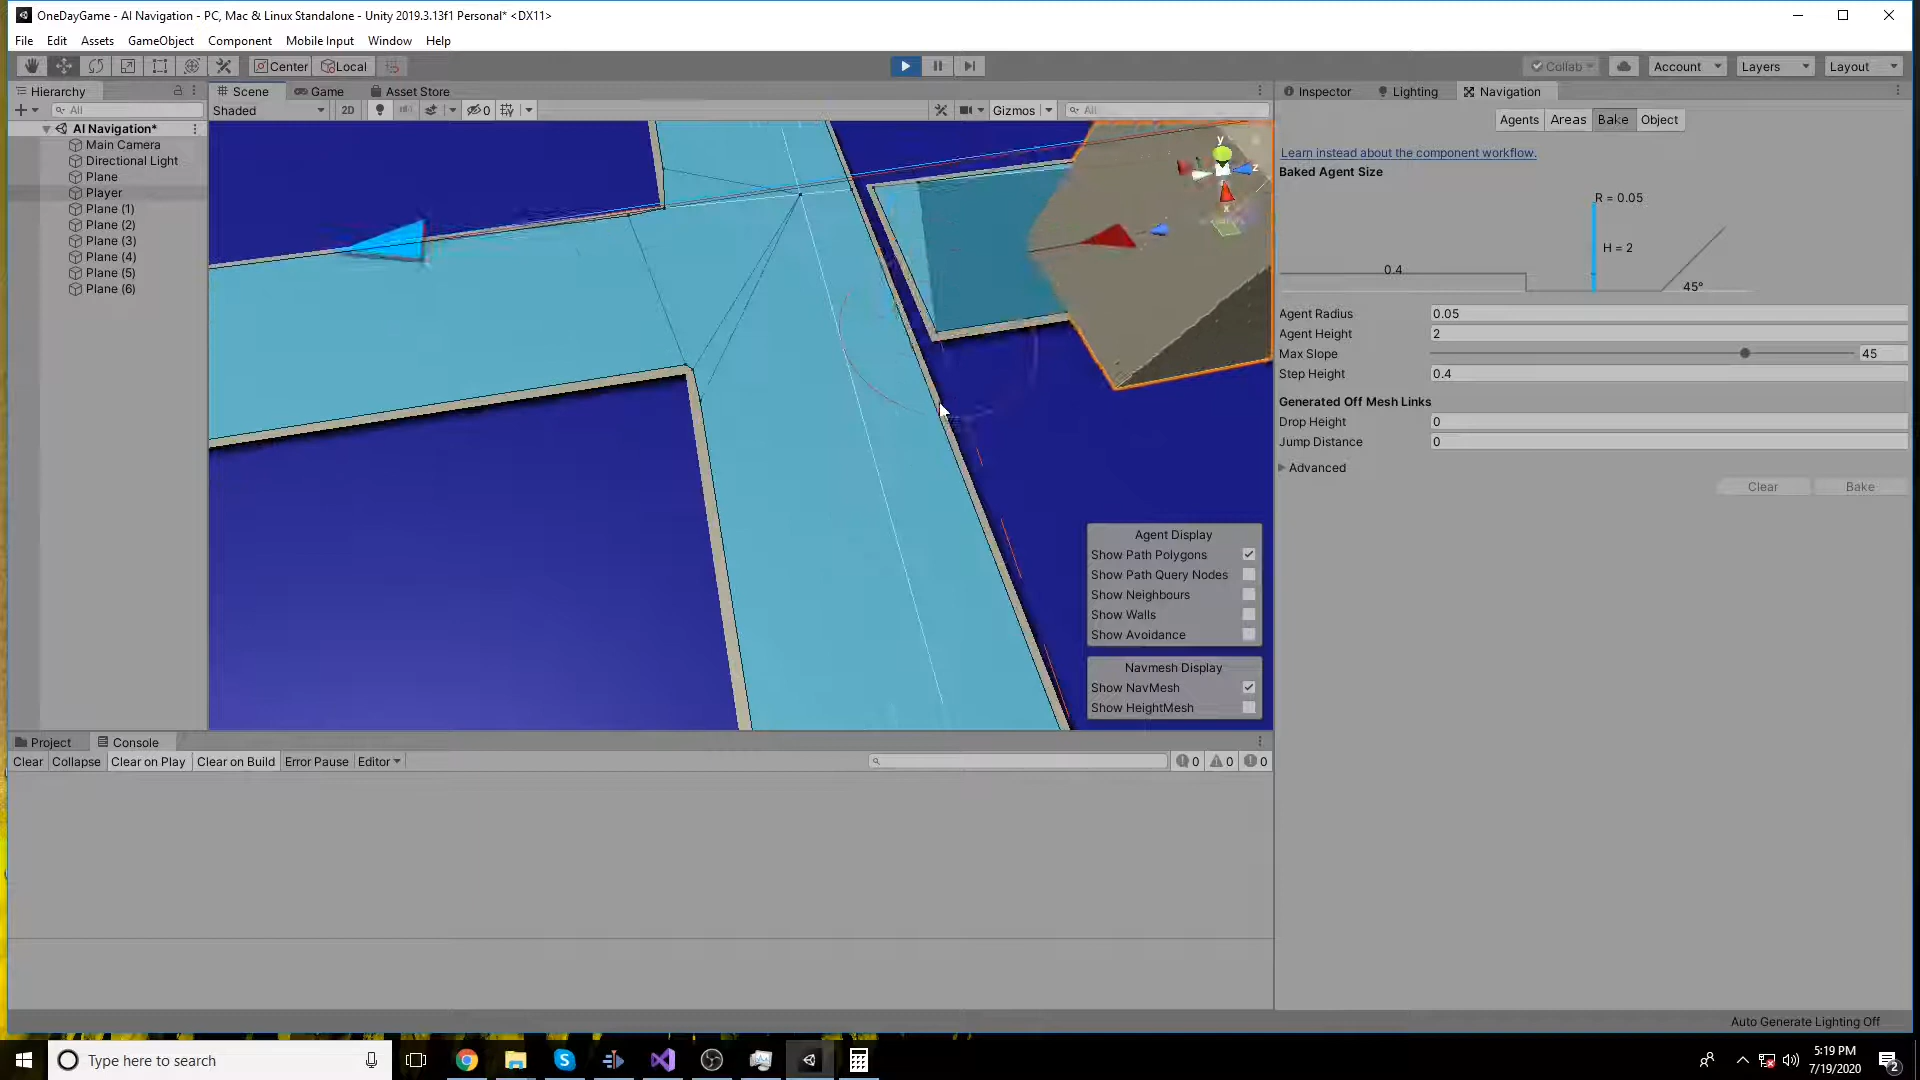 OneDayGame - AI Navigation - PC, Mac & Linux Standalone - Unity 2019.3.13f1 Personal* <DX11>
File Edit Assets GameObject Component Mobile Input Window Help
Center Local Collab Account Layers Layout
Hierarchy
All
AI Navigation*
Main Camera
Directional Light
Plane
Player
Plane (1)
Plane (2)
Plane (3)
Plane (4)
Plane (5)
Plane (6)
Scene Game Asset Store
Shaded 2D 0 Gizmos All
y
z
x
Agent Display
Show Path Polygons
Show Path Query Nodes
Show Neighbours
Show Walls
Show Avoidance
Navmesh Display
Show NavMesh
Show HeightMesh
Inspector Lighting Navigation
Agents Areas Bake Object
Learn instead about the component workflow.
Baked Agent Size
R = 0.05
H = 2
0.4
45°
Agent Radius 0.05
Agent Height 2
Max Slope 45
Step Height 0.4
Generated Off Mesh Links
Drop Height 0
Jump Distance 0
Advanced
Clear Bake
Project Console
Clear Collapse Clear on Play Clear on Build Error Pause Editor 0 0 0
Auto Generate Lighting Off
Type here to search
5:19 PM
7/19/2020
2